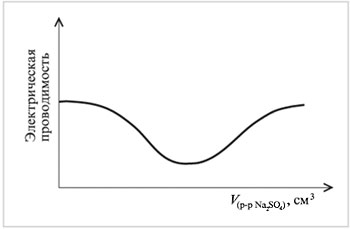 Электрическая
проводимость
V(р-р Na₂SO₄), см³